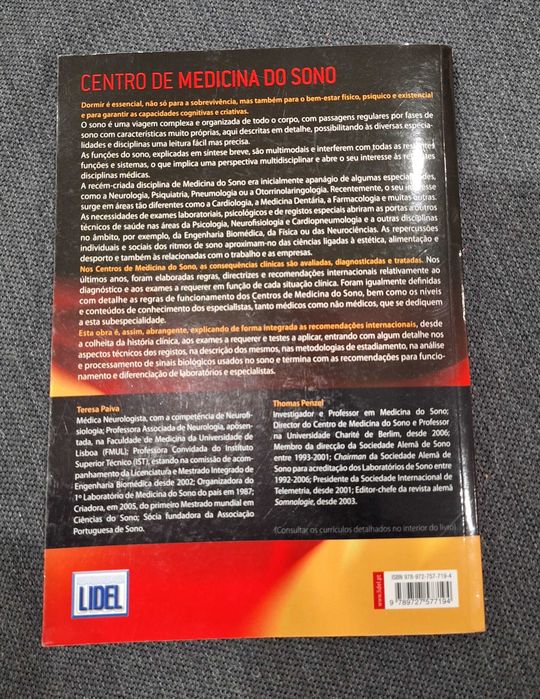 CENTRO DE MEDICINA DO SONO
Dormir é essencial, não só para a sobrevivência, mas também para o bem-estar físico, psíquico e existencial
e para garantir as capacidades cognitivas e criativas.
O sono é uma viagem complexa e organizada de todo o corpo, com passagens regulares por fases de
sono com características muito próprias, aqui descritas em detalhe, possibilitando às diversas especia-
lidades e disciplinas uma leitura fácil mas precisa.
As funções do sono, explicadas em síntese breve, são multimodais e interferem com todas as restantes
funções e sistemas, o que implica uma perspectiva multidisciplinar e abre o seu interesse às restantes
disciplinas médicas.
A recém-criada disciplina de Medicina do Sono era inicialmente apanágio de algumas especialidades,
como a Neurologia, Psiquiatria, Pneumologia ou a Otorrinolaringologia. Recentemente, o seu interesse
surge em áreas tão diferentes como a Cardiologia, a Medicina Dentária, a Farmacologia e muitas outras.
As necessidades de exames laboratoriais, psicológicos e de registos especiais abriram as portas a outros
técnicos de saúde nas áreas da Psicologia, Neurofisiologia e Cardiopneumologia e a outras disciplinas
no âmbito, por exemplo, da Engenharia Biomédica, da Física ou das Neurociências. As repercussões
individuais e sociais dos ritmos de sono aproximam-no das ciências ligadas à estética, alimentação e
desporto e também às relacionadas com o trabalho e as empresas.
Nos Centros de Medicina do Sono, as consequências clínicas são avaliadas, diagnosticadas e tratadas. Nos
últimos anos, foram elaboradas regras, directrizes e recomendações internacionais relativamente ao
diagnóstico e aos exames a requerer em função de cada situação clínica. Foram igualmente definidas
com detalhe as regras de funcionamento dos Centros de Medicina do Sono, bem como os níveis
e conteúdos de conhecimento dos especialistas, tanto médicos como não médicos, que se dediquem
a esta subespecialidade.
Esta obra é, assim, abrangente, explicando de forma integrada as recomendações internacionais, desde
a colheita da história clínica, aos exames a requerer e testes a aplicar, entrando com algum detalhe nos
aspectos técnicos dos registos, na descrição dos mesmos, nas metodologias de estadiamento, na análise
e processamento de sinais biológicos usados no sono e termina com as recomendações para funcio-
namento e diferenciação de laboratórios e especialistas.
Teresa Paiva
Médica Neurologista, com a competência de Neurofi-
siologia; Professora Associada de Neurologia, aposen-
tada, na Faculdade de Medicina da Universidade de
Lisboa (FMUL); Professora Convidada do Instituto
Superior Técnico (IST), estando na comissão de acom-
panhamento da Licenciatura e Mestrado Integrado de
Engenharia Biomédica desde 2002; Organizadora do
1º Laboratório de Medicina do Sono do país em 1987;
Criadora, em 2005, do primeiro Mestrado mundial em
Ciências do Sono; Sócia fundadora da Associação
Portuguesa de Sono.
Thomas Penzel
Investigador e Professor em Medicina do Sono;
Director do Centro de Medicina do Sono e Professor
na Universidade Charité de Berlim, desde 2006;
Membro da direcção da Sociedade Alemã de Sono
entre 1993-2001; Chairman da Sociedade Alemã de
Sono para acreditação dos Laboratórios de Sono entre
1992-2006; Presidente da Sociedade Internacional de
Telemetria, desde 2001; Editor-chefe da revista alemã
Somnologie, desde 2003.
(Consultar os currículos detalhados no interior do livro)
LIDEL
www.lidel.pt
ISBN 978-972-757-719-4
9 789727 577194